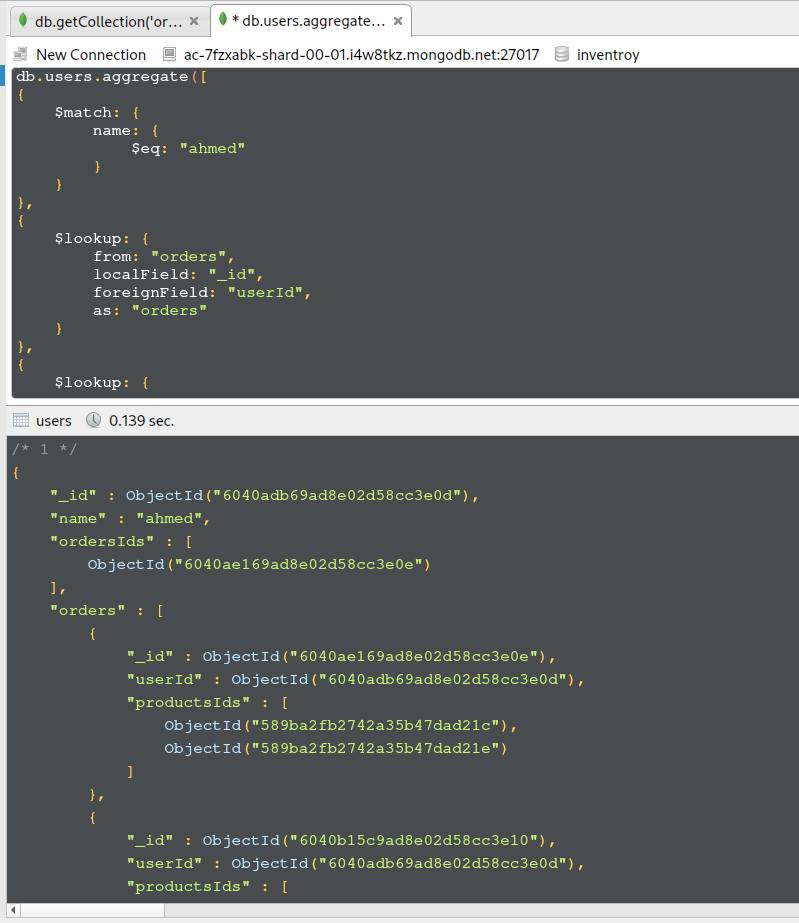 db.getCollection('or... ×
* db.users.aggregate... ×
New Connection ac-7fzxabk-shard-00-01.i4w8tkz.mongodb.net:27017 inventroy
db.users.aggregate([
{
    $match: {
        name: {
            $eq: "ahmed"
        }
    }
},
{
    $lookup: {
        from: "orders",
        localField: "_id",
        foreignField: "userId",
        as: "orders"
    }
},
{
    $lookup: {
users 0.139 sec.
/* 1 */
{
    "_id" : ObjectId("6040adb69ad8e02d58cc3e0d"),
    "name" : "ahmed",
    "ordersIds" : [
        ObjectId("6040ae169ad8e02d58cc3e0e")
    ],
    "orders" : [
        {
            "_id" : ObjectId("6040ae169ad8e02d58cc3e0e"),
            "userId" : ObjectId("6040adb69ad8e02d58cc3e0d"),
            "productsIds" : [
                ObjectId("589ba2fb2742a35b47dad21c"),
                ObjectId("589ba2fb2742a35b47dad21e")
            ]
        },
        {
            "_id" : ObjectId("6040b15c9ad8e02d58cc3e10"),
            "userId" : ObjectId("6040adb69ad8e02d58cc3e0d"),
            "productsIds" : [